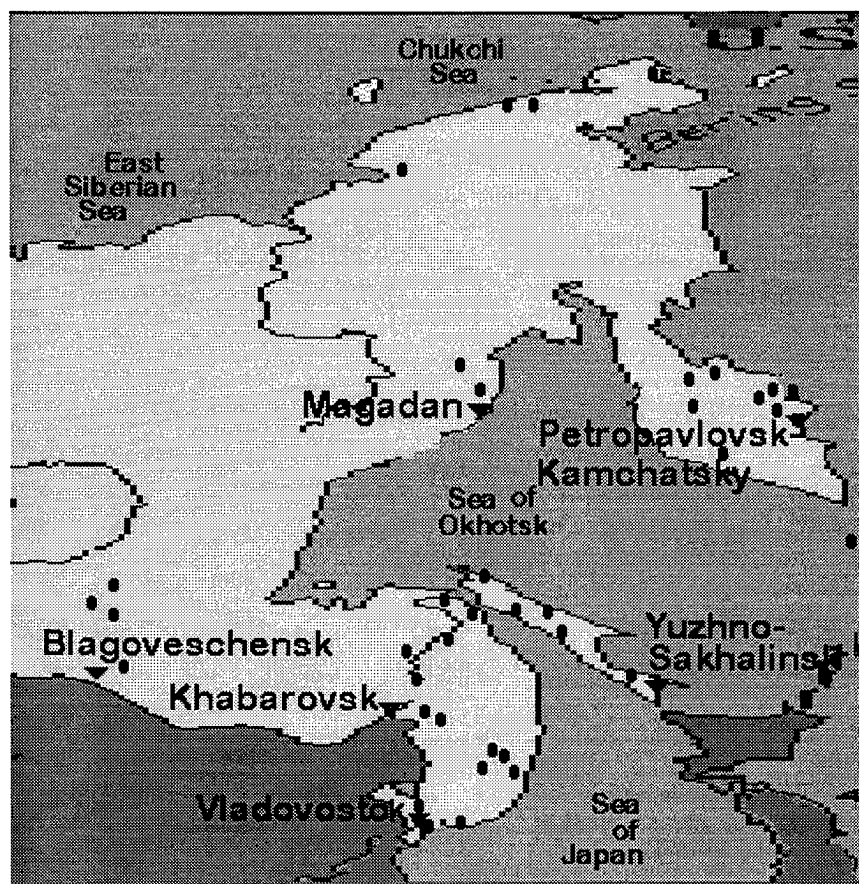 Chukchi
Sea
East
Siberian
Sea
Magadan
Petropavlovsk-
Kamchatsky
Sea of
Okhotsk
Blagoveschensk
Yuzhno-
Sakhalinsk
Khabarovsk
Vladovostok
Sea
of
Japan